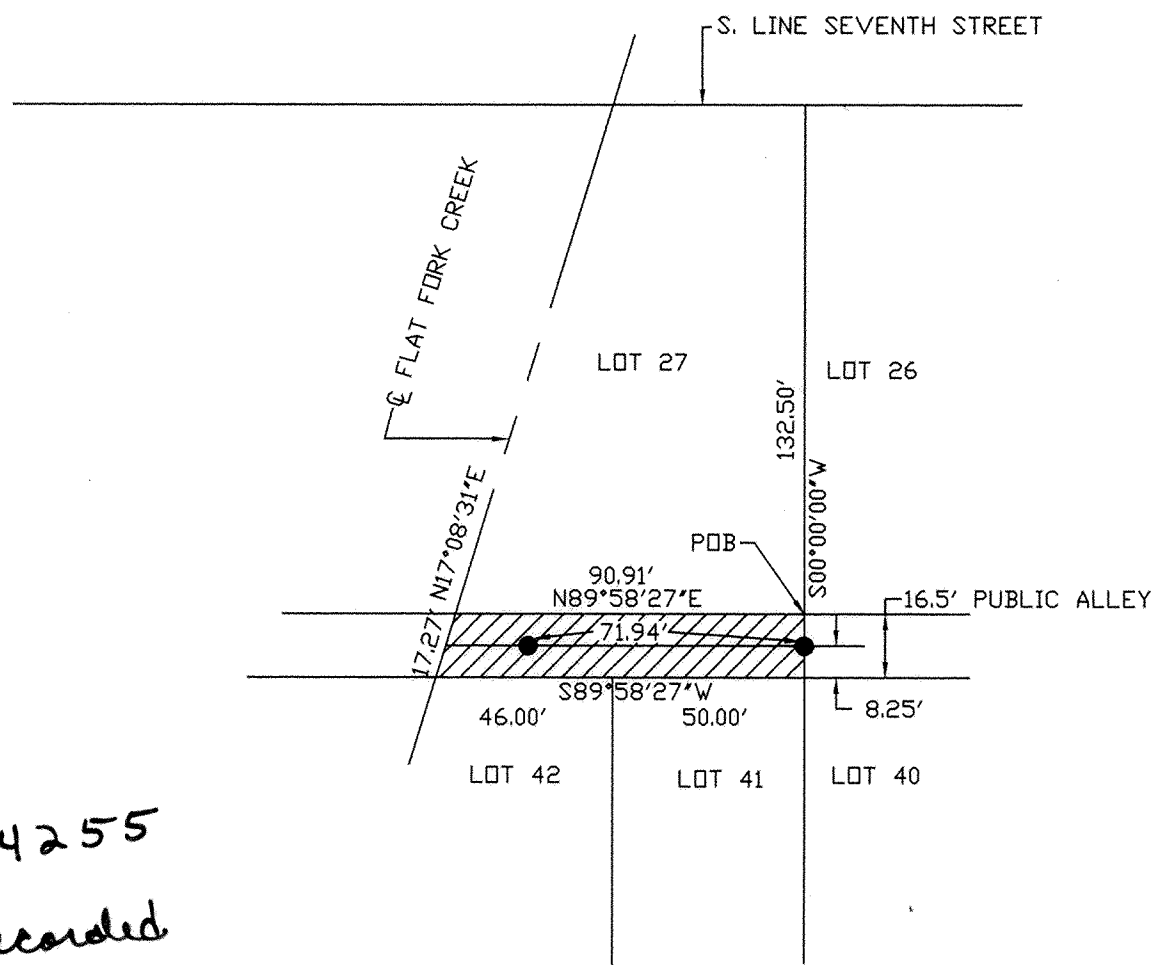 S. LINE SEVENTH STREET
℄ FLAT FORK CREEK
LOT 27
LOT 26
132.50'
S00°00'00"W
17.27' N17°08'31"E
POB
90.91'
N89°58'27"E
16.5' PUBLIC ALLEY
71.94'
S89°58'27"W
46.00'
50.00'
8.25'
LOT 42
LOT 41
LOT 40
4255
ecorded